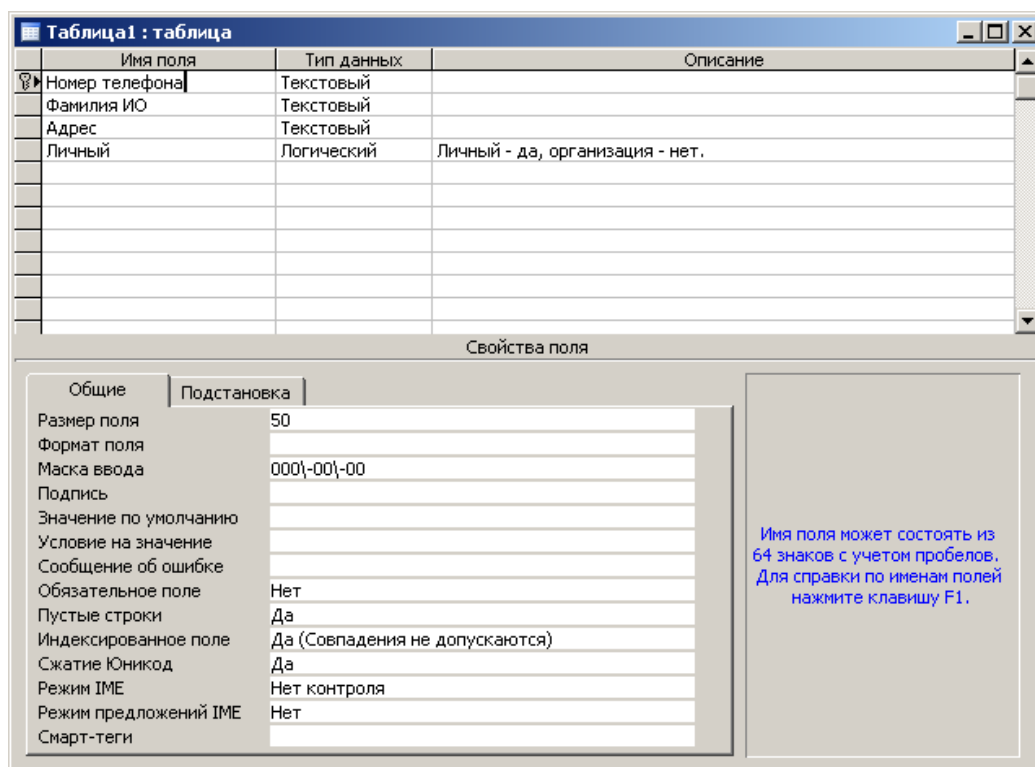 Таблица1 : таблица
Имя поля Тип данных Описание
Номер телефона Текстовый
Фамилия ИО Текстовый
Адрес Текстовый
Личный Логический Личный - да, организация - нет.
Свойства поля
Общие Подстановка
Размер поля 50
Формат поля
Маска ввода 000\-00\-00
Подпись
Значение по умолчанию
Условие на значение
Сообщение об ошибке
Обязательное поле Нет
Пустые строки Да
Индексированное поле Да (Совпадения не допускаются)
Сжатие Юникод Да
Режим IME Нет контроля
Режим предложений IME Нет
Смарт-теги
Имя поля может состоять из
64 знаков с учетом пробелов.
Для справки по именам полей
нажмите клавишу F1.